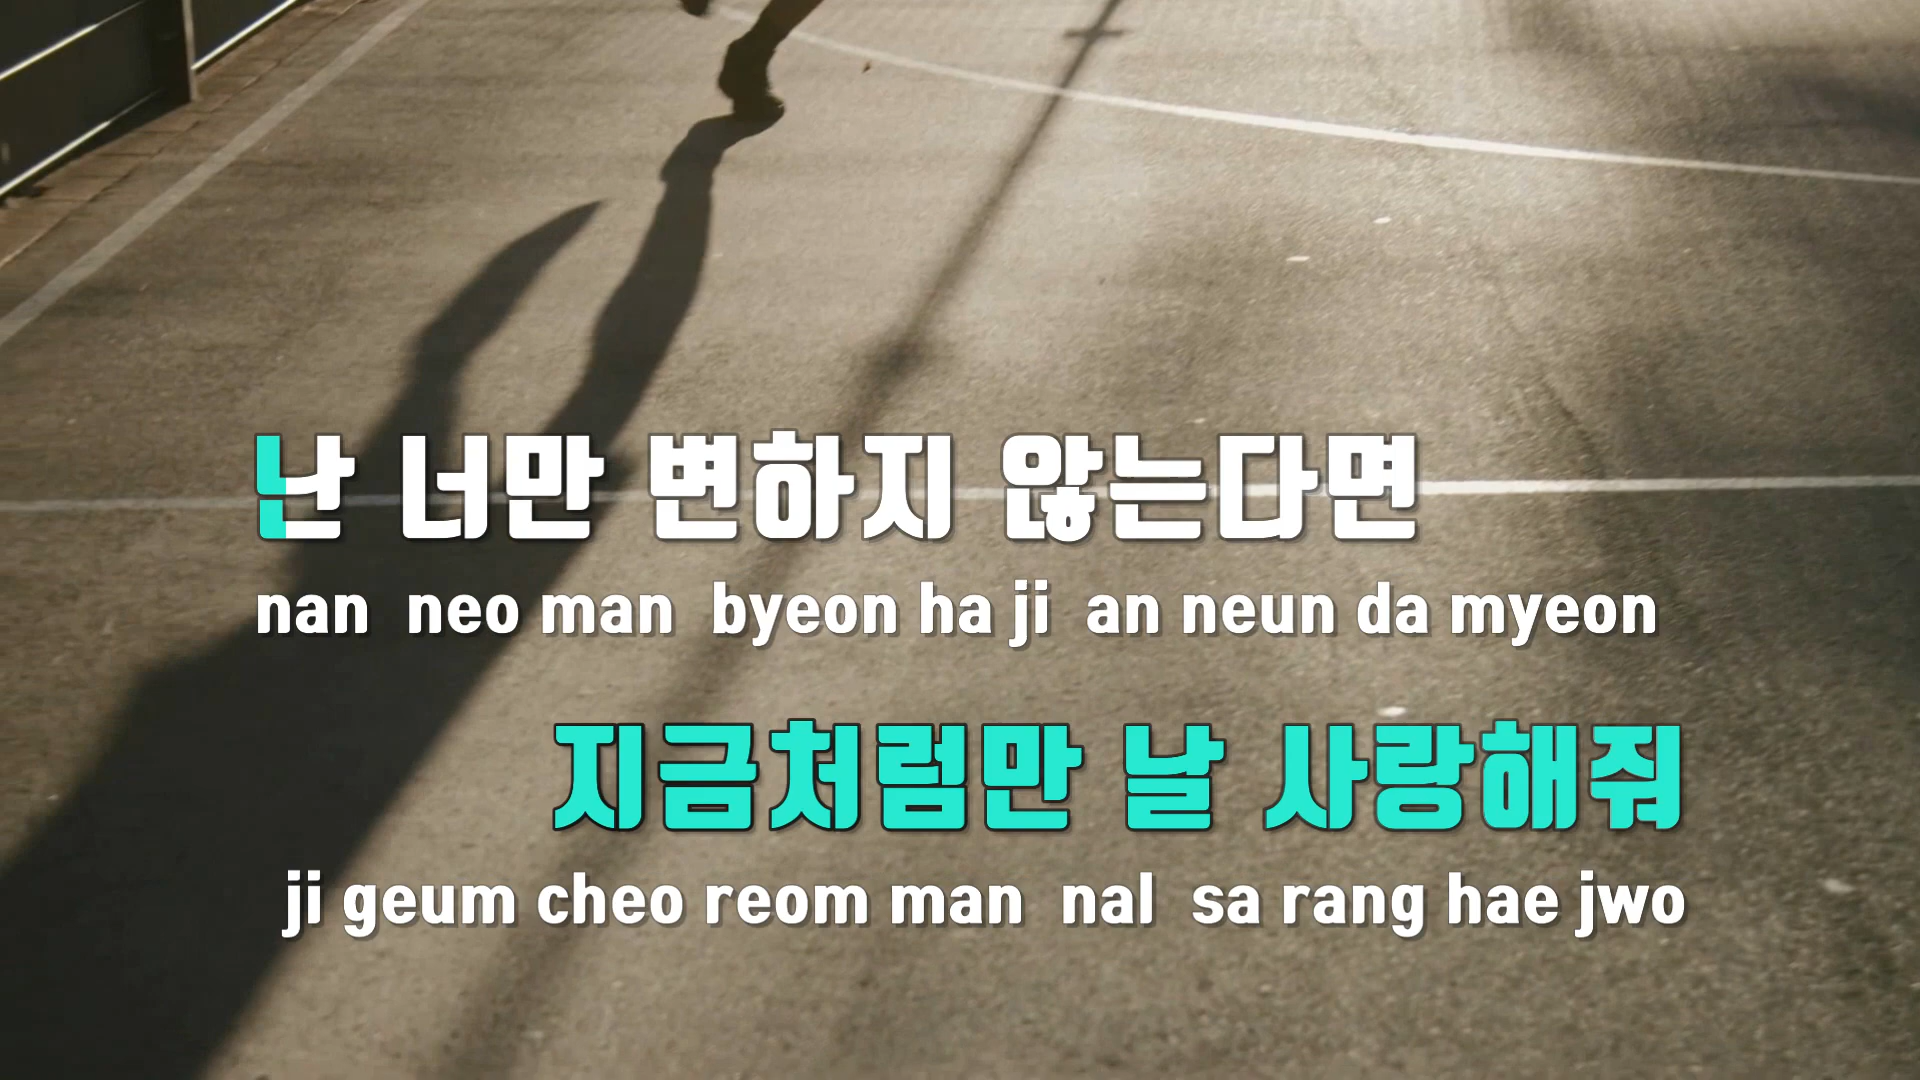 난 너만 변하지 않는다면
nan neo man byeon ha ji an neun da myeon
지금처럼만 날 사랑해줘
ji geum cheo reom man nal sa rang hae jwo